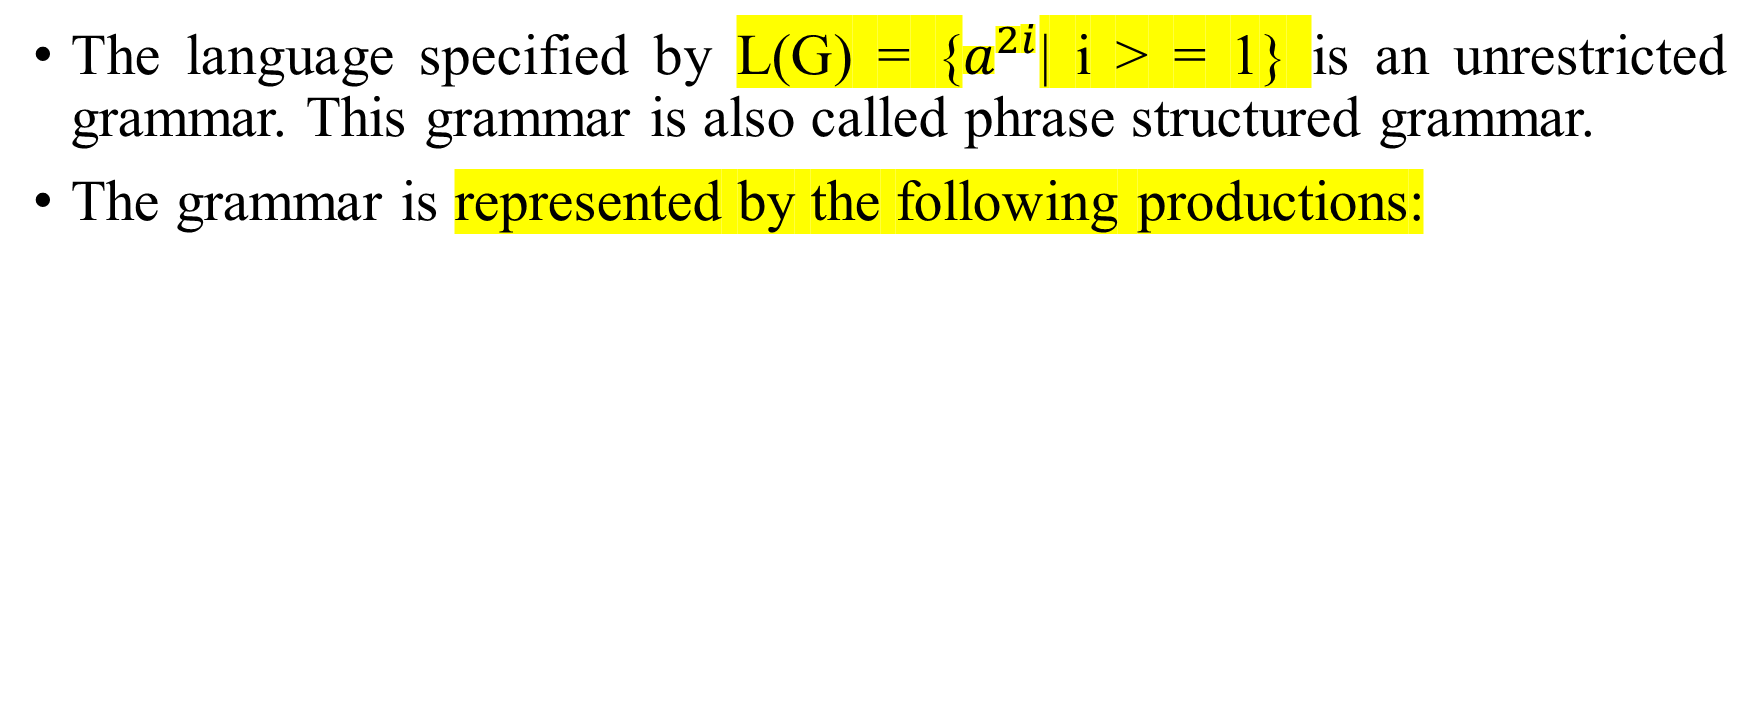 • The language specified by L(G) = {a²ⁱ| i > = 1} is an unrestricted
grammar. This grammar is also called phrase structured grammar.
• The grammar is represented by the following productions: